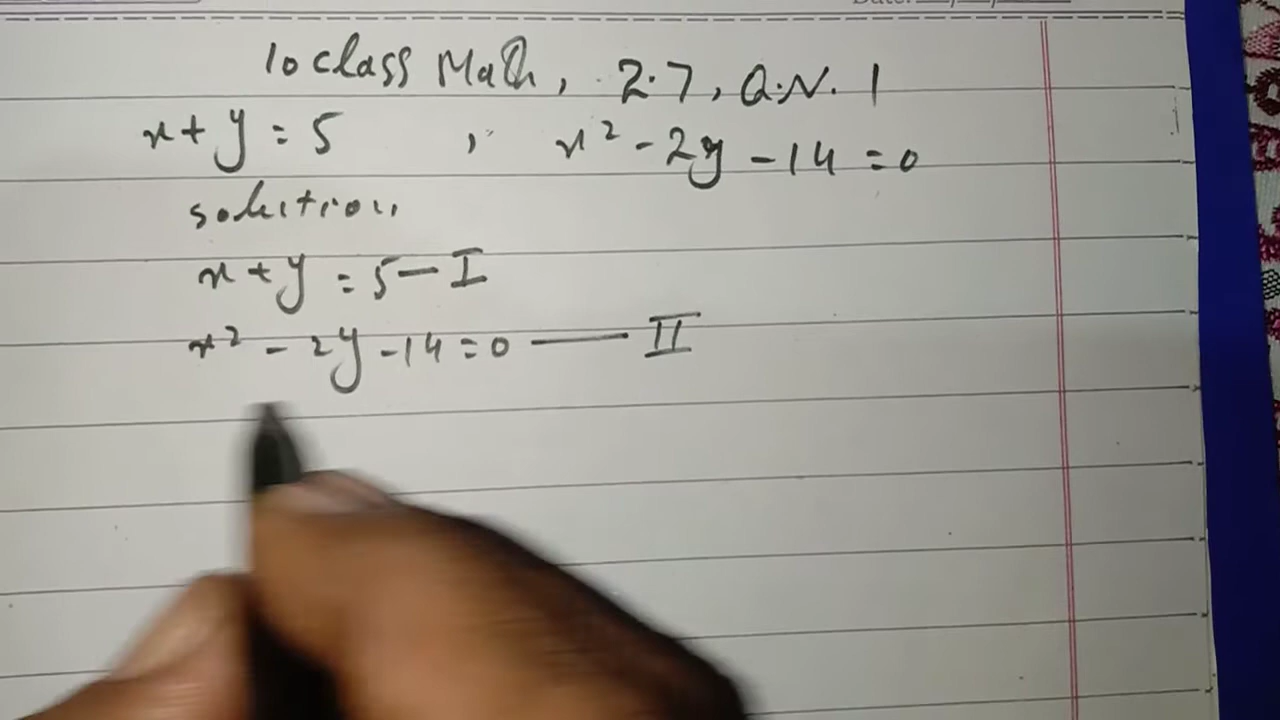 10 class Math, 2.7, Q.N. 1
x + y = 5 , x² - 2y - 14 = 0
solution
x + y = 5 — I
x² - 2y - 14 = 0 — II